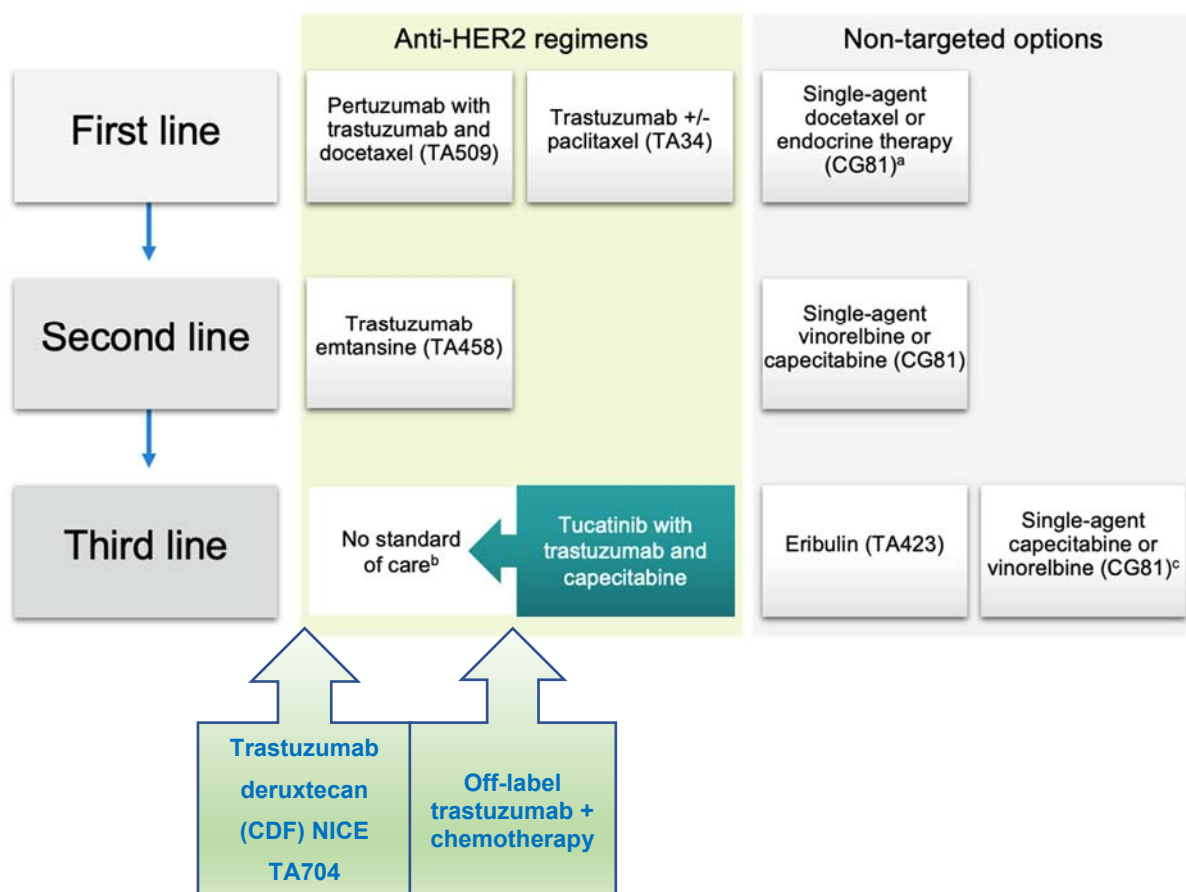 Anti-HER2 regimens
Non-targeted options
First line
Pertuzumab with
trastuzumab and
docetaxel (TA509)
Trastuzumab +/-
paclitaxel (TA34)
Single-agent
docetaxel or
endocrine therapy
(CG81)ᵃ
Second line
Trastuzumab
emtansine (TA458)
Single-agent
vinorelbine or
capecitabine (CG81)
Third line
No standard
of careᵇ
Tucatinib with
trastuzumab and
capecitabine
Eribulin (TA423)
Single-agent
capecitabine or
vinorelbine (CG81)ᶜ
Trastuzumab
deruxtecan
(CDF) NICE
TA704
Off-label
trastuzumab +
chemotherapy